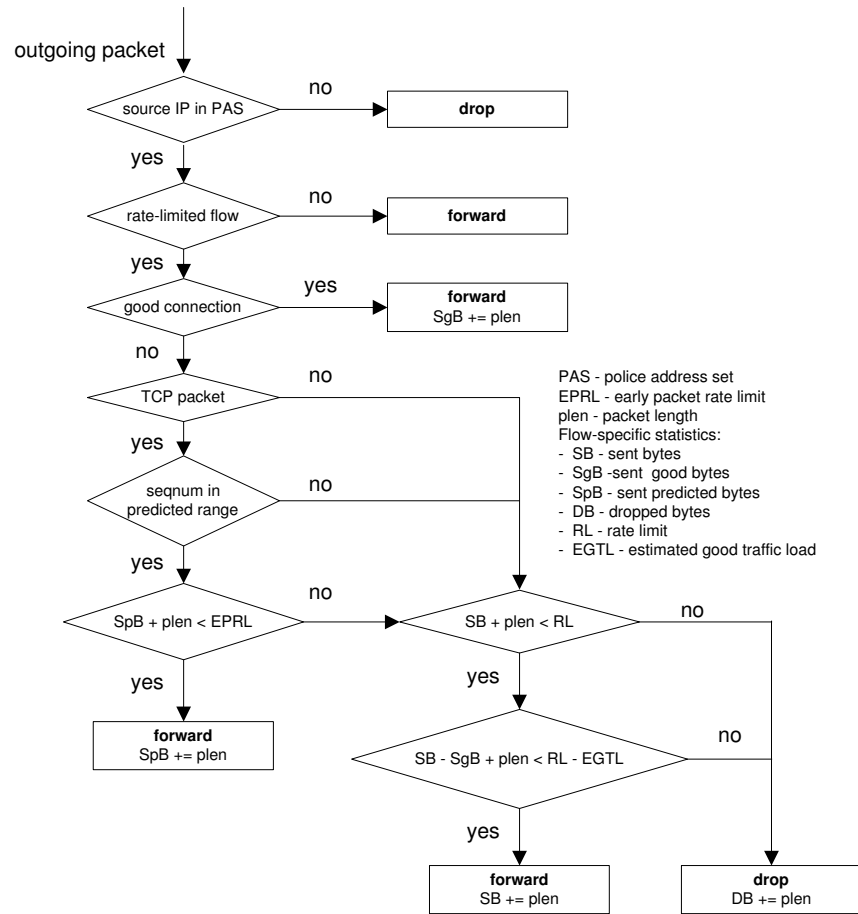 outgoing packet
source IP in PAS
no
drop
yes
rate-limited flow
no
forward
yes
good connection
yes
forward
SgB += plen
no
TCP packet
no
yes
seqnum in
predicted range
no
yes
PAS - police address set
EPRL - early packet rate limit
plen - packet length
Flow-specific statistics:
- SB - sent bytes
- SgB -sent good bytes
- SpB - sent predicted bytes
- DB - dropped bytes
- RL - rate limit
- EGTL - estimated good traffic load
SpB + plen < EPRL
no
SB + plen < RL
no
yes
yes
forward
SpB += plen
SB - SgB + plen < RL - EGTL
no
yes
forward
SB += plen
drop
DB += plen